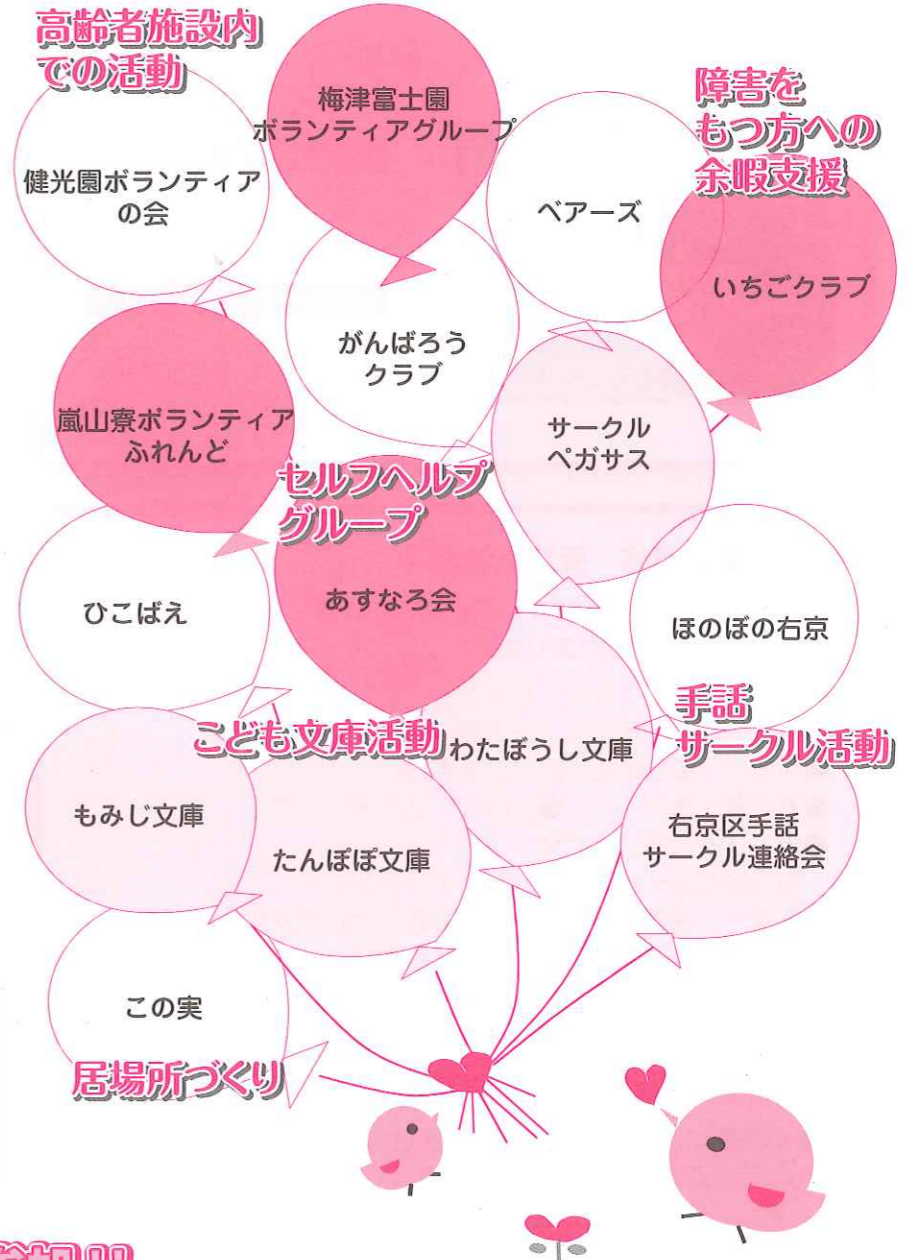 高齢者施設内
での活動
梅津富士園
ボランティアグループ
障害を
もつ方への
余暇支援
健光園ボランティア
の会
ベアーズ
いちごクラブ
がんばろう
クラブ
嵐山寮ボランティア
ふれんど
サークル
ペガサス
セルフヘルプ
グループ
あすなろ会
ひこばえ
ほのぼの右京
手話
サークル活動
こども文庫活動
わたぼうし文庫
もみじ文庫
たんぽぽ文庫
右京区手話
サークル連絡会
この実
居場所づくり